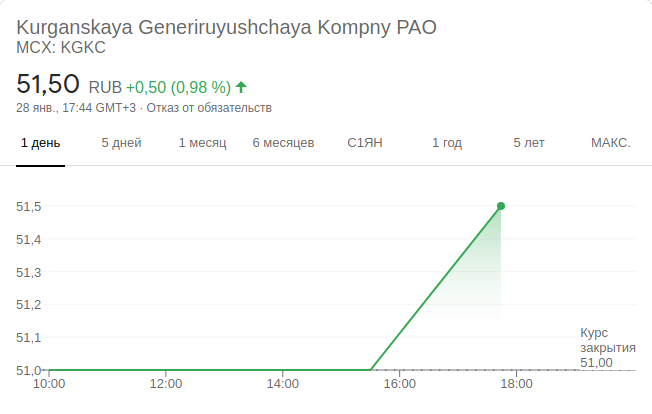 Kurganskaya Generiruyushchaya Kompny PAO
MCX: KGKC
51,50 RUB +0,50 (0,98 %)
28 янв., 17:44 GMT+3 · Отказ от обязательств
1 день 5 дней 1 месяц 6 месяцев С1ЯН 1 год 5 лет МАКС.
51,5
51,4
51,3
51,2
51,1
51,0
Курс
закрытия
51,00
10:00 12:00 14:00 16:00 18:00